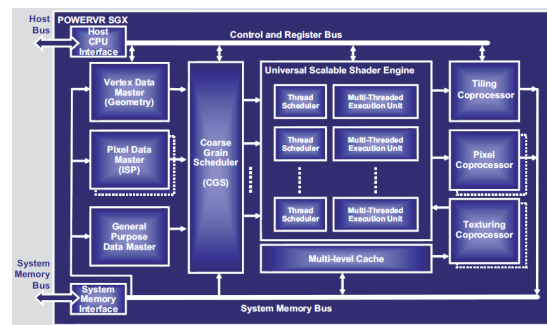 Host
Bus
POWERVR SGX
Host
CPU
Interface
Control and Register Bus
Vertex Data
Master
(Geometry)
Pixel Data
Master
(ISP)
General
Purpose
Data Master
Coarse
Grain
Scheduler
(CGS)
Universal Scalable Shader Engine
Thread
Scheduler
Multi-Threaded
Execution Unit
Thread
Scheduler
Multi-Threaded
Execution Unit
Thread
Scheduler
Multi-Threaded
Execution Unit
Multi-level Cache
Tiling
Coprocessor
Pixel
Coprocessor
Texturing
Coprocessor
System
Memory
Bus
System
Memory
Interface
System Memory Bus